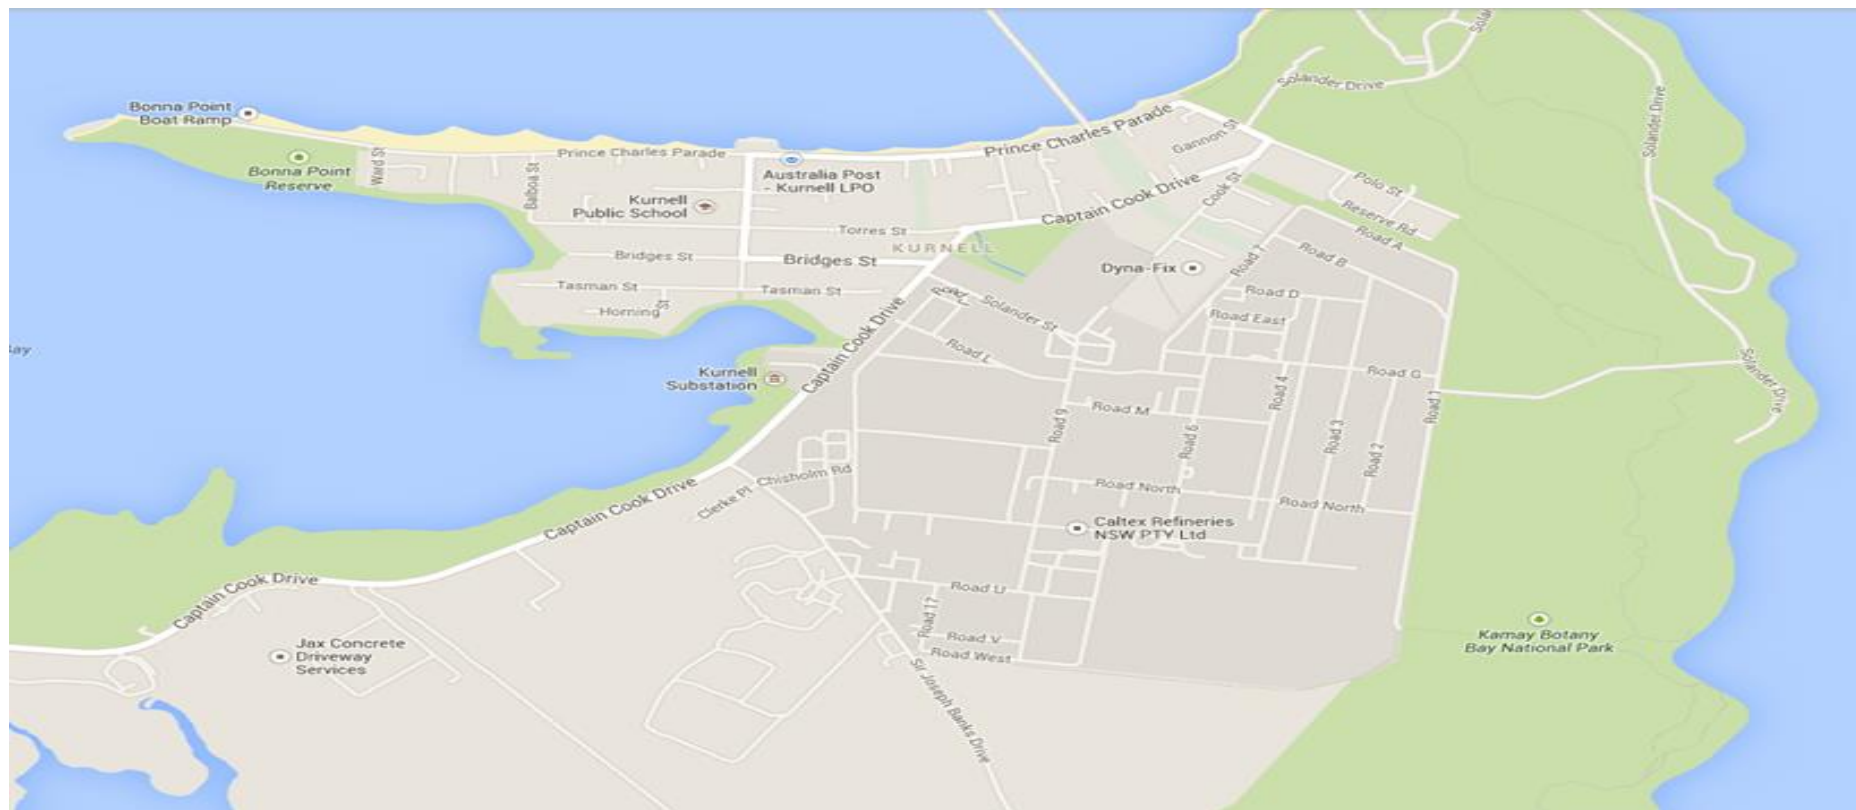 Sola
Solander Drive
Bonna Point
Boat Ramp
Solander Drive
Prince Charles Parade
Gannon St
Ward St
Prince Charles Parade
Bonna Point
Reserve
Balboa St
Australia Post
- Kurnell LPO
Polo St
Cook St
Kurnell
Public School
Captain Cook Drive
Reserve Rd
Torres St
Road A
KURNELL
Road B
Bridges St
Bridges St
Road 7
Dyna-Fix
Tasman St
Tasman St
Road D
Road
Solander St
Horning
St
Road East
ay
Captain Cook Drive
Road L
Kurnell
Substation
Road G
Solander Drive
Road 4
Road 1
Road M
Road 9
Road 6
Road 3
Road 2
Chisholm Rd
Clerke Pl
Captain Cook Drive
Road North
Road North
Caltex Refineries
NSW PTY Ltd
Captain Cook Drive
Road U
Road 17
Road V
Road West
Kamay Botany
Bay National Park
Jax Concrete
Driveway
Services
Sir Joseph Banks Drive